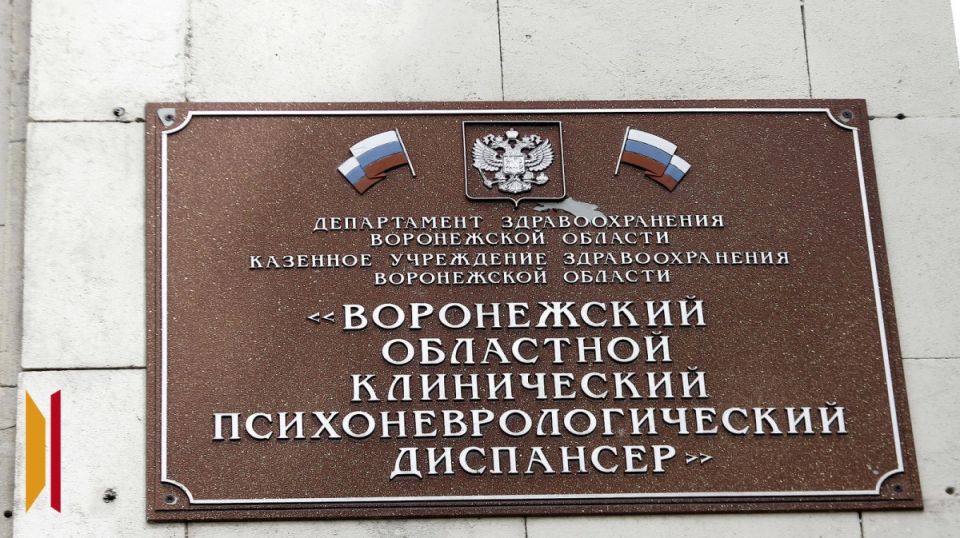 ДЕПАРТАМЕНТ ЗДРАВООХРАНЕНИЯ
ВОРОНЕЖСКОЙ ОБЛАСТИ
КАЗЕННОЕ УЧРЕЖДЕНИЕ ЗДРАВООХРАНЕНИЯ
ВОРОНЕЖСКОЙ ОБЛАСТИ
«ВОРОНЕЖСКИЙ
ОБЛАСТНОЙ
КЛИНИЧЕСКИЙ
ПСИХОНЕВРОЛОГИЧЕСКИЙ
ДИСПАНСЕР»